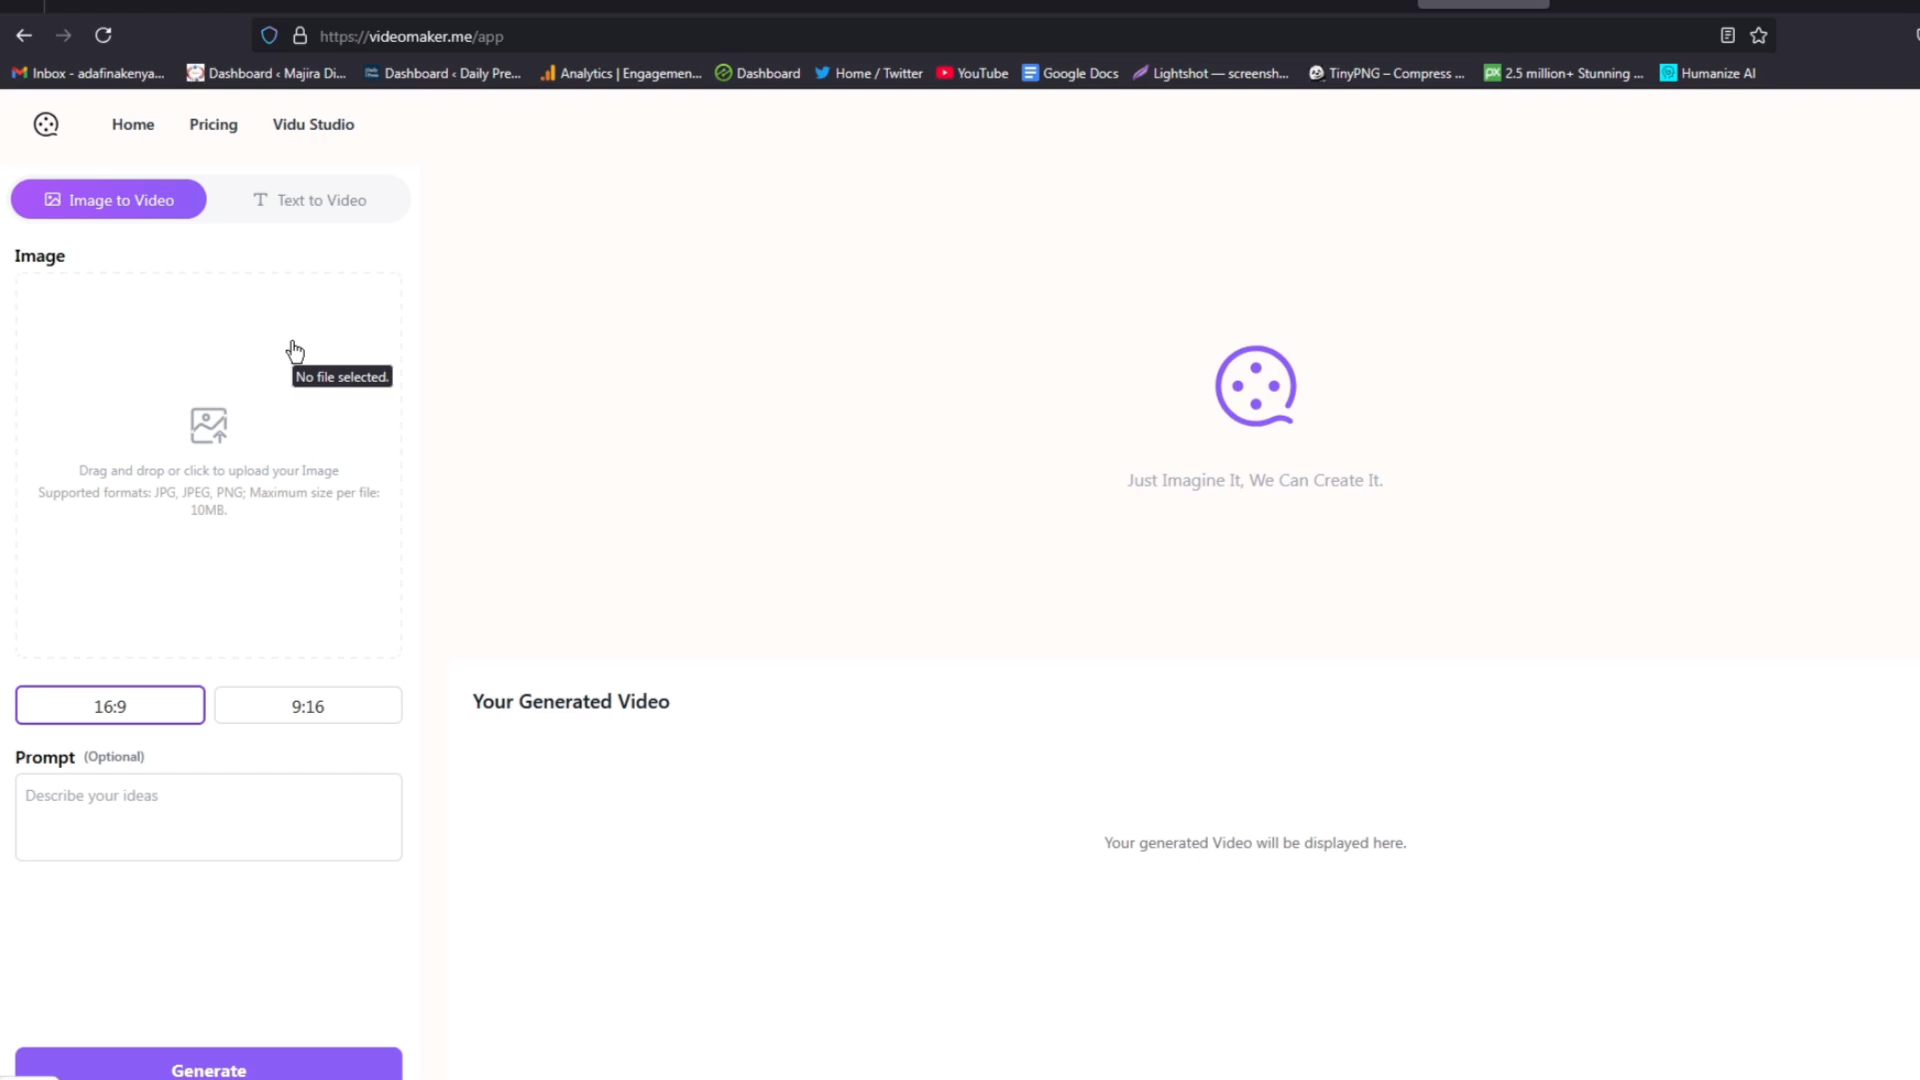 https://videomaker.me/app
Inbox - adafinakenya...
Dashboard ‹ Majira Di...
Dashboard ‹ Daily Pre...
Analytics | Engagemen...
Dashboard
Home / Twitter
YouTube
Google Docs
Lightshot — screensh...
TinyPNG – Compress ...
2.5 million+ Stunning ...
Humanize AI
Home
Pricing
Vidu Studio
Image to Video
Text to Video
Image
No file selected.
Drag and drop or click to upload your Image
Supported formats: JPG, JPEG, PNG; Maximum size per file:
10MB.
Just Imagine It, We Can Create It.
16:9
9:16
Your Generated Video
Prompt (Optional)
Describe your ideas
Your generated Video will be displayed here.
Generate